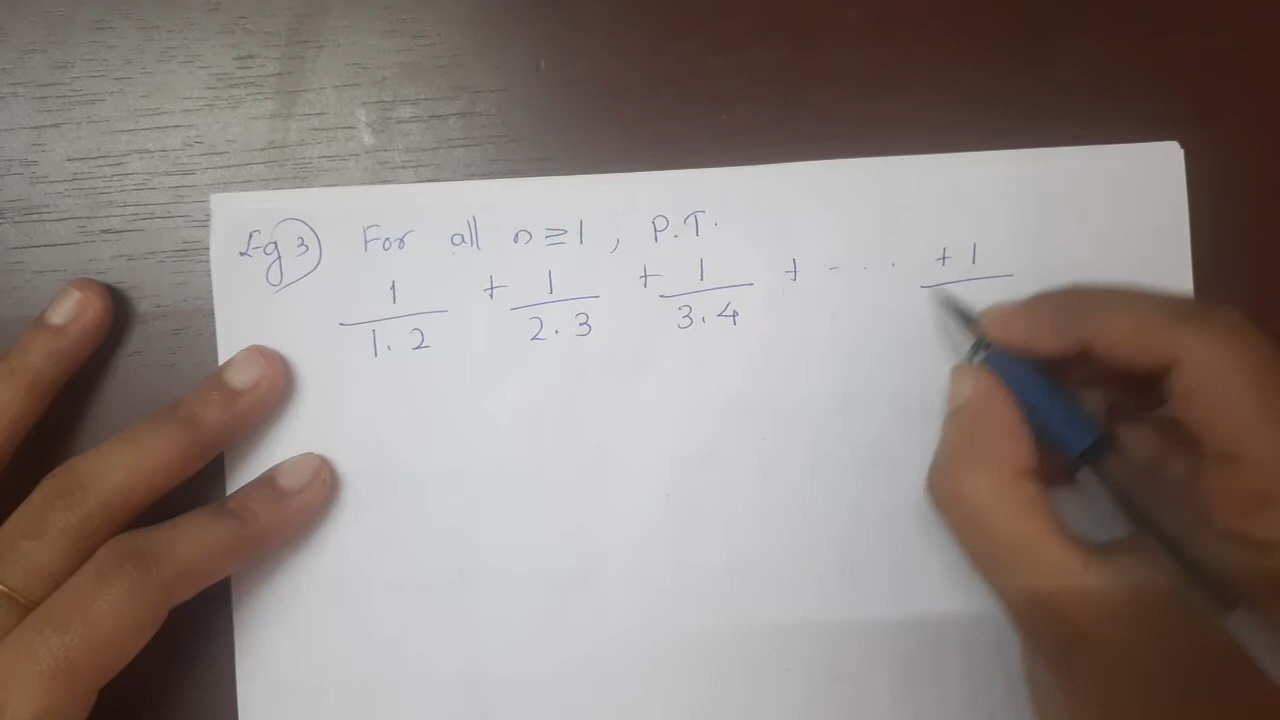 Eg 3 For all n ≥ 1, P.T.
1/1.2 + 1/2.3 + 1/3.4 + - . . . + 1/